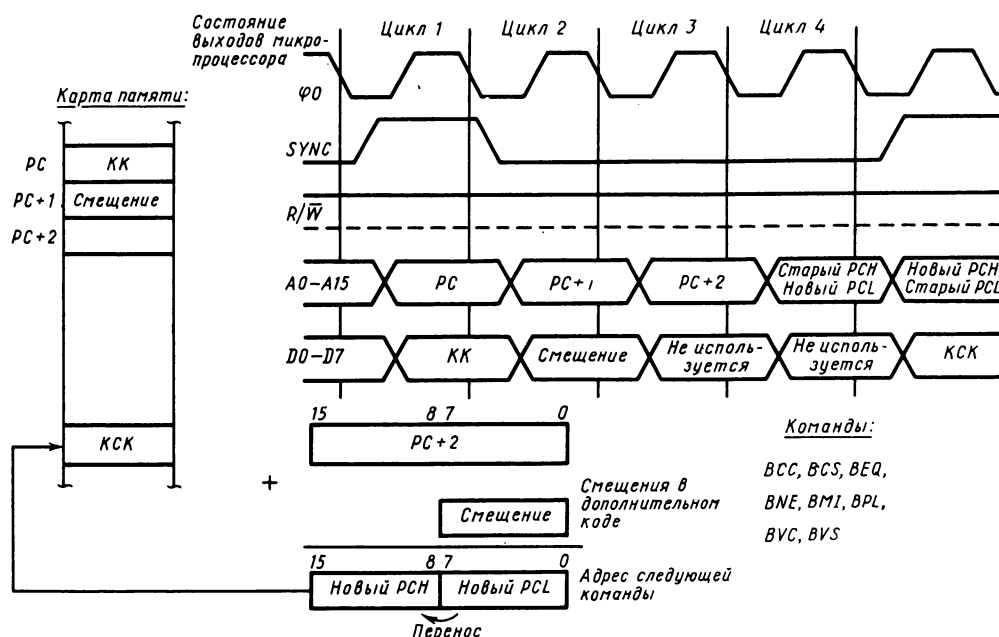 Состояние
выходов микро-
процессора
Цикл 1
Цикл 2
Цикл 3
Цикл 4
φ0
Карта памяти:
SYNC
PC
КК
PC+1
Смещение
R/W̅
PC+2
A0–A15
PC
PC+1
PC+2
Старый PCH
Новый PCL
Новый PCH
Старый PCL
D0–D7
КК
Смещение
Не исполь-
зуется
Не исполь-
зуется
КСК
15
8 7
0
КСК
PC+2
Команды:
+
Смещение
Смещения в
дополнительном
коде
BCC, BCS, BEQ,
BNE, BMI, BPL,
BVC, BVS
15
8 7
0
Новый PCH
Новый PCL
Адрес следующей
команды
Перенос